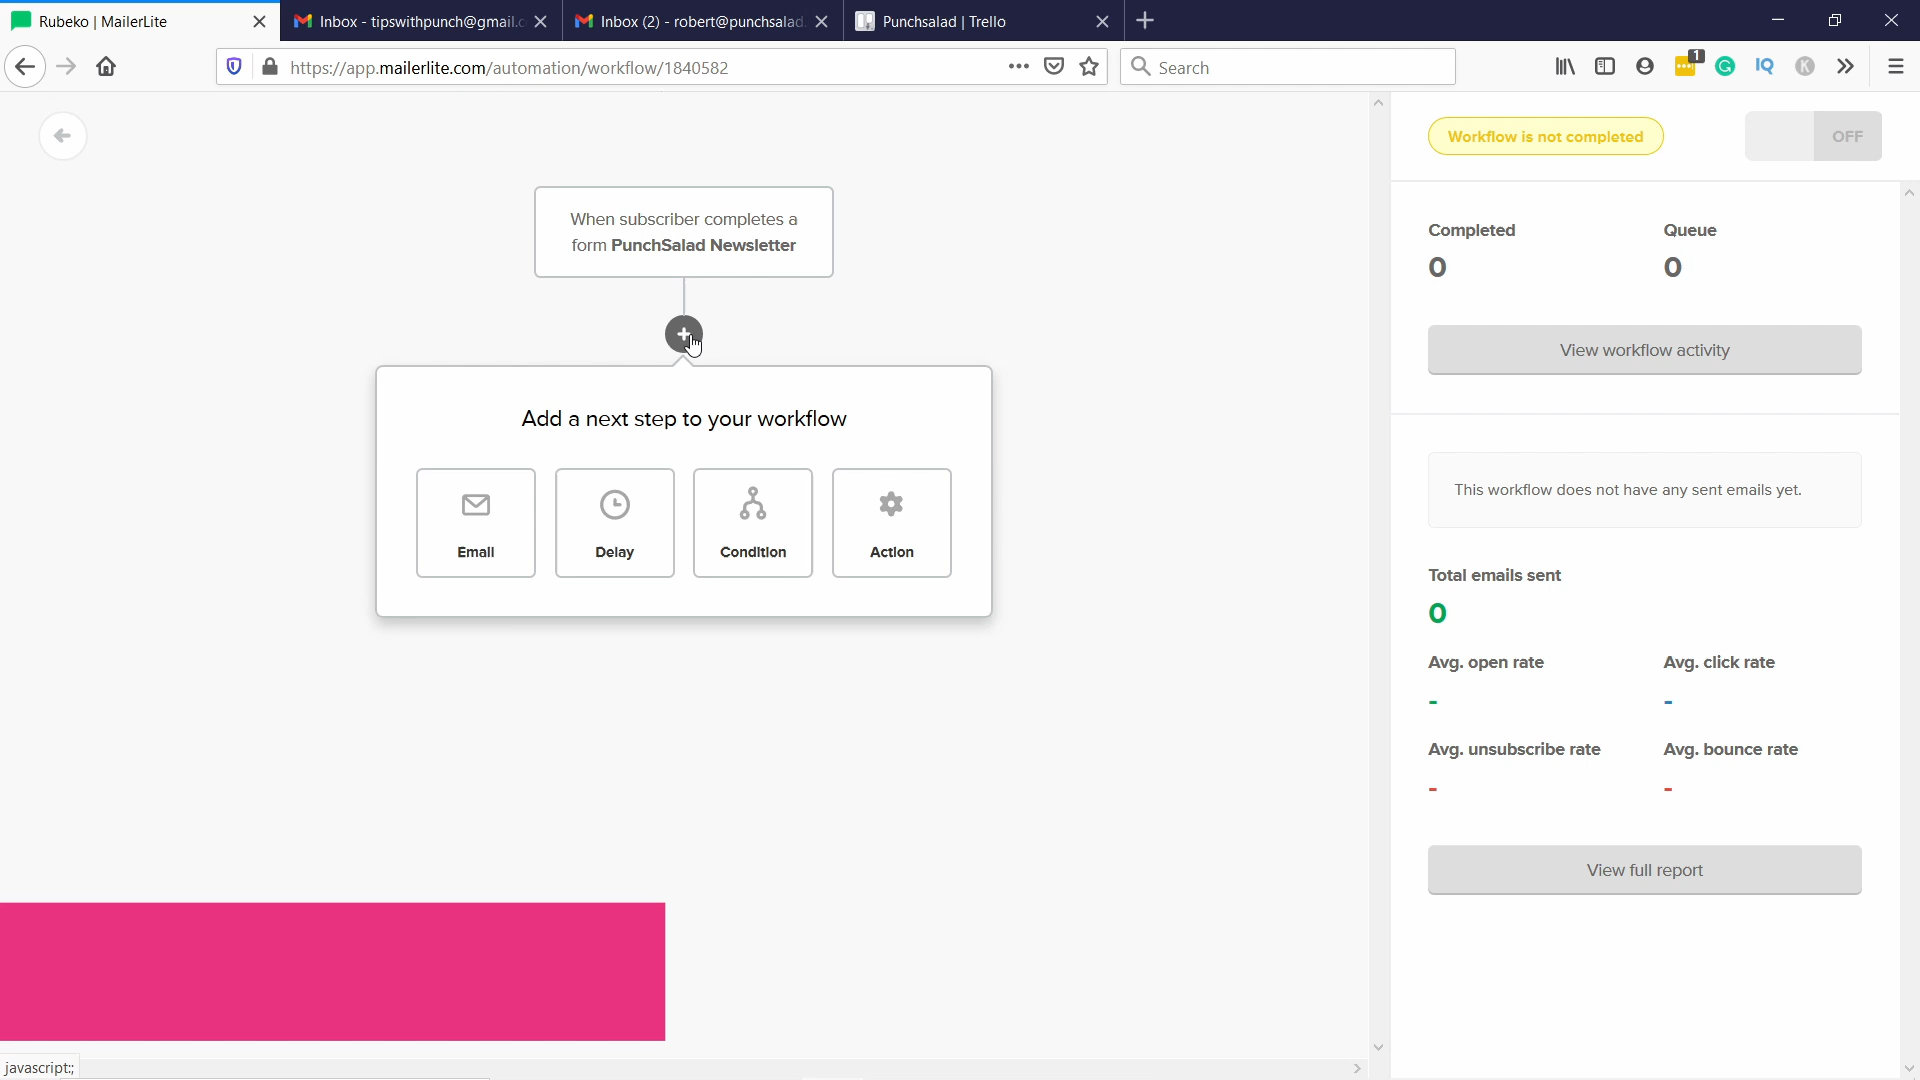 Rubeko | MailerLite
Inbox - tipswithpunch@gmail.c
Inbox (2) - robert@punchsalad
Punchsalad | Trello
https://app.mailerlite.com/automation/workflow/1840582
Search
1
IQ
K
Workflow is not completed
OFF
When subscriber completes a
form PunchSalad Newsletter
Completed
Queue
0
0
View workflow activity
Add a next step to your workflow
Email
Delay
Condition
Action
This workflow does not have any sent emails yet.
Total emails sent
0
Avg. open rate
Avg. click rate
-
-
Avg. unsubscribe rate
Avg. bounce rate
-
-
View full report
javascript:;